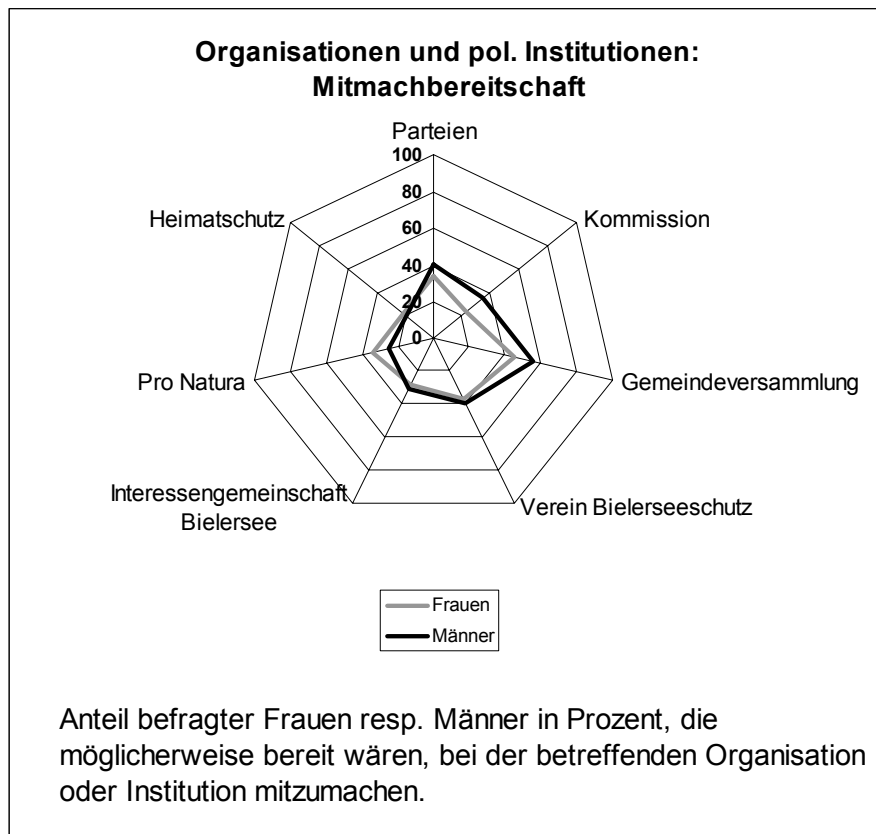 Organisationen und pol. Institutionen:
Mitmachbereitschaft
Parteien
100
80
60
40
20
0
Heimatschutz
Kommission
Pro Natura
Gemeindeversammlung
Interessengemeinschaft
Bielersee
Verein Bielerseeschutz
Frauen
Männer
Anteil befragter Frauen resp. Männer in Prozent, die
möglicherweise bereit wären, bei der betreffenden Organisation
oder Institution mitzumachen.